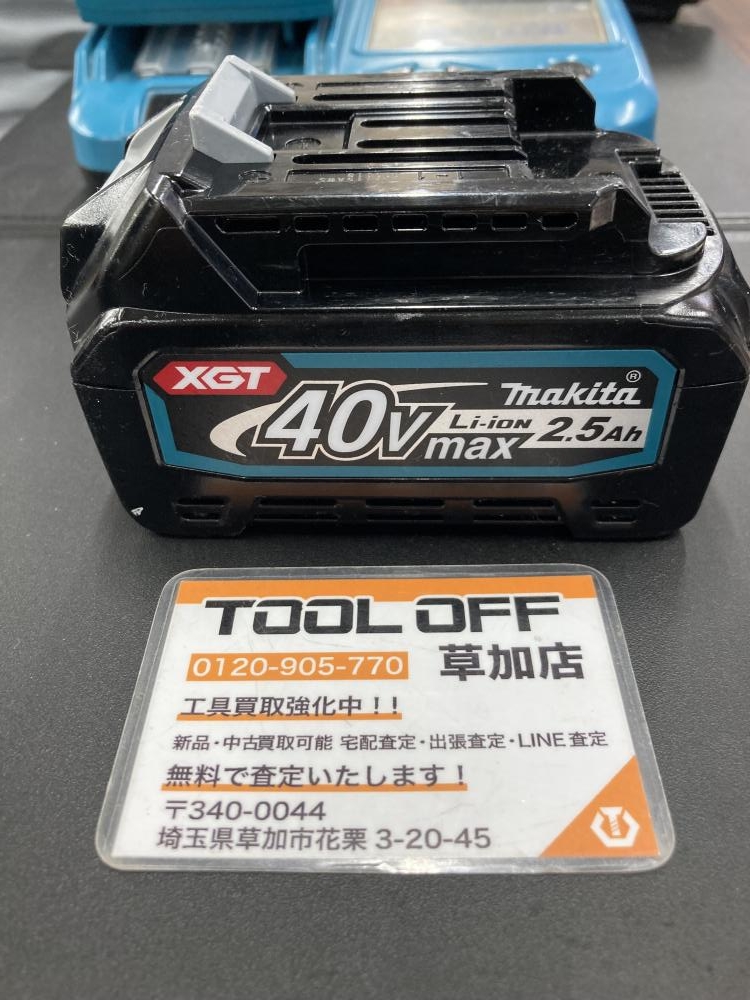 XGT
40Vmax
Li-ion
makita®
2.5Ah
TOOL OFF
0120-905-770 草加店
工具買取強化中！！
新品・中古買取可能 宅配査定・出張査定・LINE査定
無料で査定いたします！
〒340-0044
埼玉県草加市花栗 3-20-45